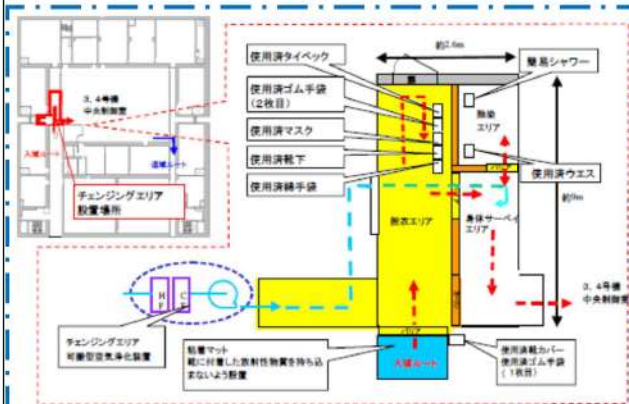 3，4号機
中央制御室
入域ルート
退域ルート
チェンジングエリア
設置場所
使用済タイベック
使用済ゴム手袋
（2枚目）
使用済マスク
使用済靴下
使用済綿手袋
約2.6m
簡易シャワー
除染
エリア
使用済ウエス
約9m
脱衣エリア
身体サーベイ
エリア
3，4号機
中央制御室
チェンジングエリア
可搬型空気浄化装置
バリア
粘着マット
靴に付着した放射性物質を持ち込
まないよう設置
入域ルート
使用済靴カバー
使用済ゴム手袋
（1枚目）